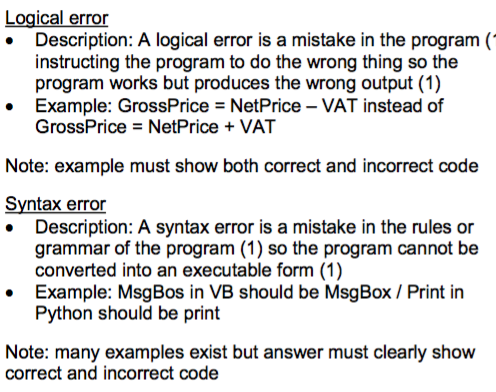 Logical error
• Description: A logical error is a mistake in the program (
instructing the program to do the wrong thing so the
program works but produces the wrong output (1)
• Example: GrossPrice = NetPrice – VAT instead of
GrossPrice = NetPrice + VAT
Note: example must show both correct and incorrect code
Syntax error
• Description: A syntax error is a mistake in the rules or
grammar of the program (1) so the program cannot be
converted into an executable form (1)
• Example: MsgBos in VB should be MsgBox / Print in
Python should be print
Note: many examples exist but answer must clearly show
correct and incorrect code